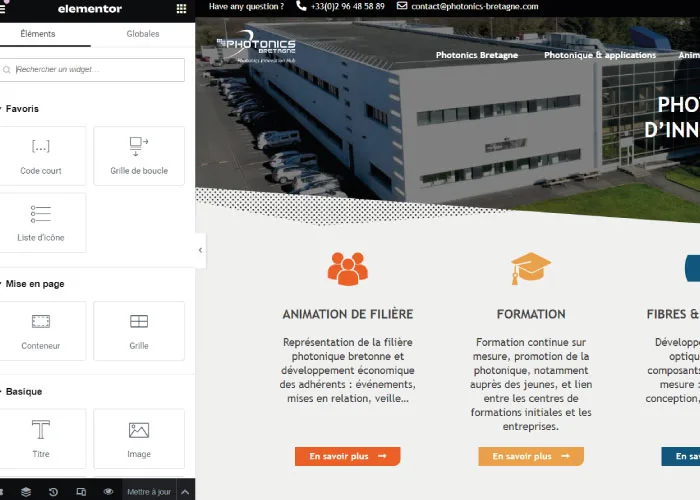 elementor
Éléments
Globales
Rechercher un widget...
Favoris
Code court
Grille de boucle
Liste d'icône
Mise en page
Conteneur
Grille
Basique
Titre
Image
Mettre à jour
Have any question ?
+33(0)2 96 48 58 89
contact@photonics-bretagne.com
PHOTONICS
BRETAGNE
Photonics Innovation Hub
Photonics Bretagne
Photonique & applications
Anim
PHO
D'INN
ANIMATION DE FILIÈRE
Représentation de la filière
photonique bretonne et
développement économique
des adhérents : événements,
mises en relation, veille...
En savoir plus
FORMATION
Formation continue sur
mesure, promotion de la
photonique, notamment
auprès des jeunes, et lien
entre les centres de
formations initiales et les
entreprises.
En savoir plus
FIBRES &
Dévelop
optiqu
composants
mesure :
conception,
En sav